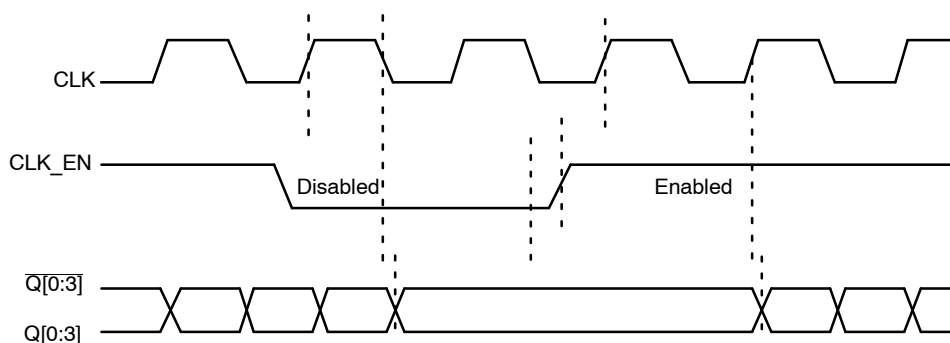 CLK
CLK_EN
Disabled
Enabled
Q[0:3]
Q[0:3]